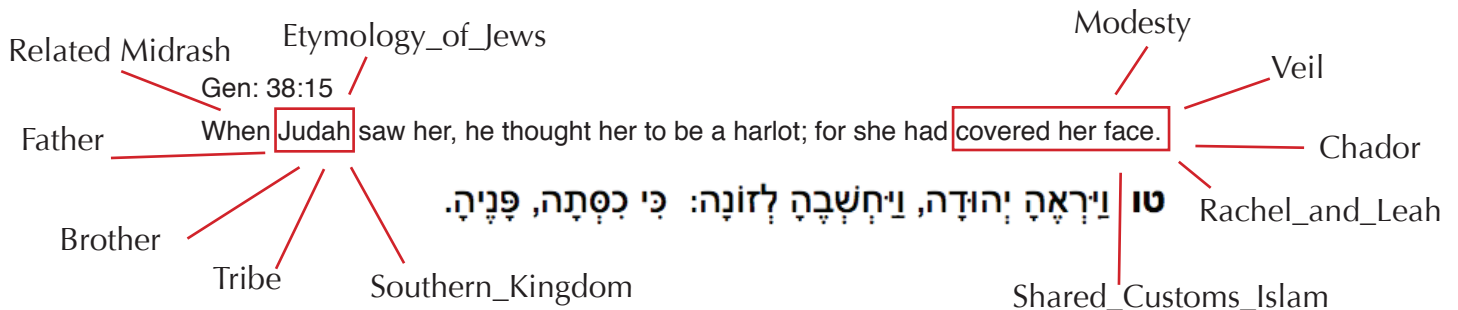 Modesty
Etymology_of_Jews
Related Midrash
Veil
Gen: 38:15
When Judah saw her, he thought her to be a harlot; for she had covered her face.
Father
Chador
טו וַיִּרְאֶהָ יְהוּדָה, וַיַּחְשְׁבֶהָ לְזוֹנָה: כִּי כִסְּתָה, פָּנֶיהָ.
Rachel_and_Leah
Brother
Tribe
Southern_Kingdom
Shared_Customs_Islam